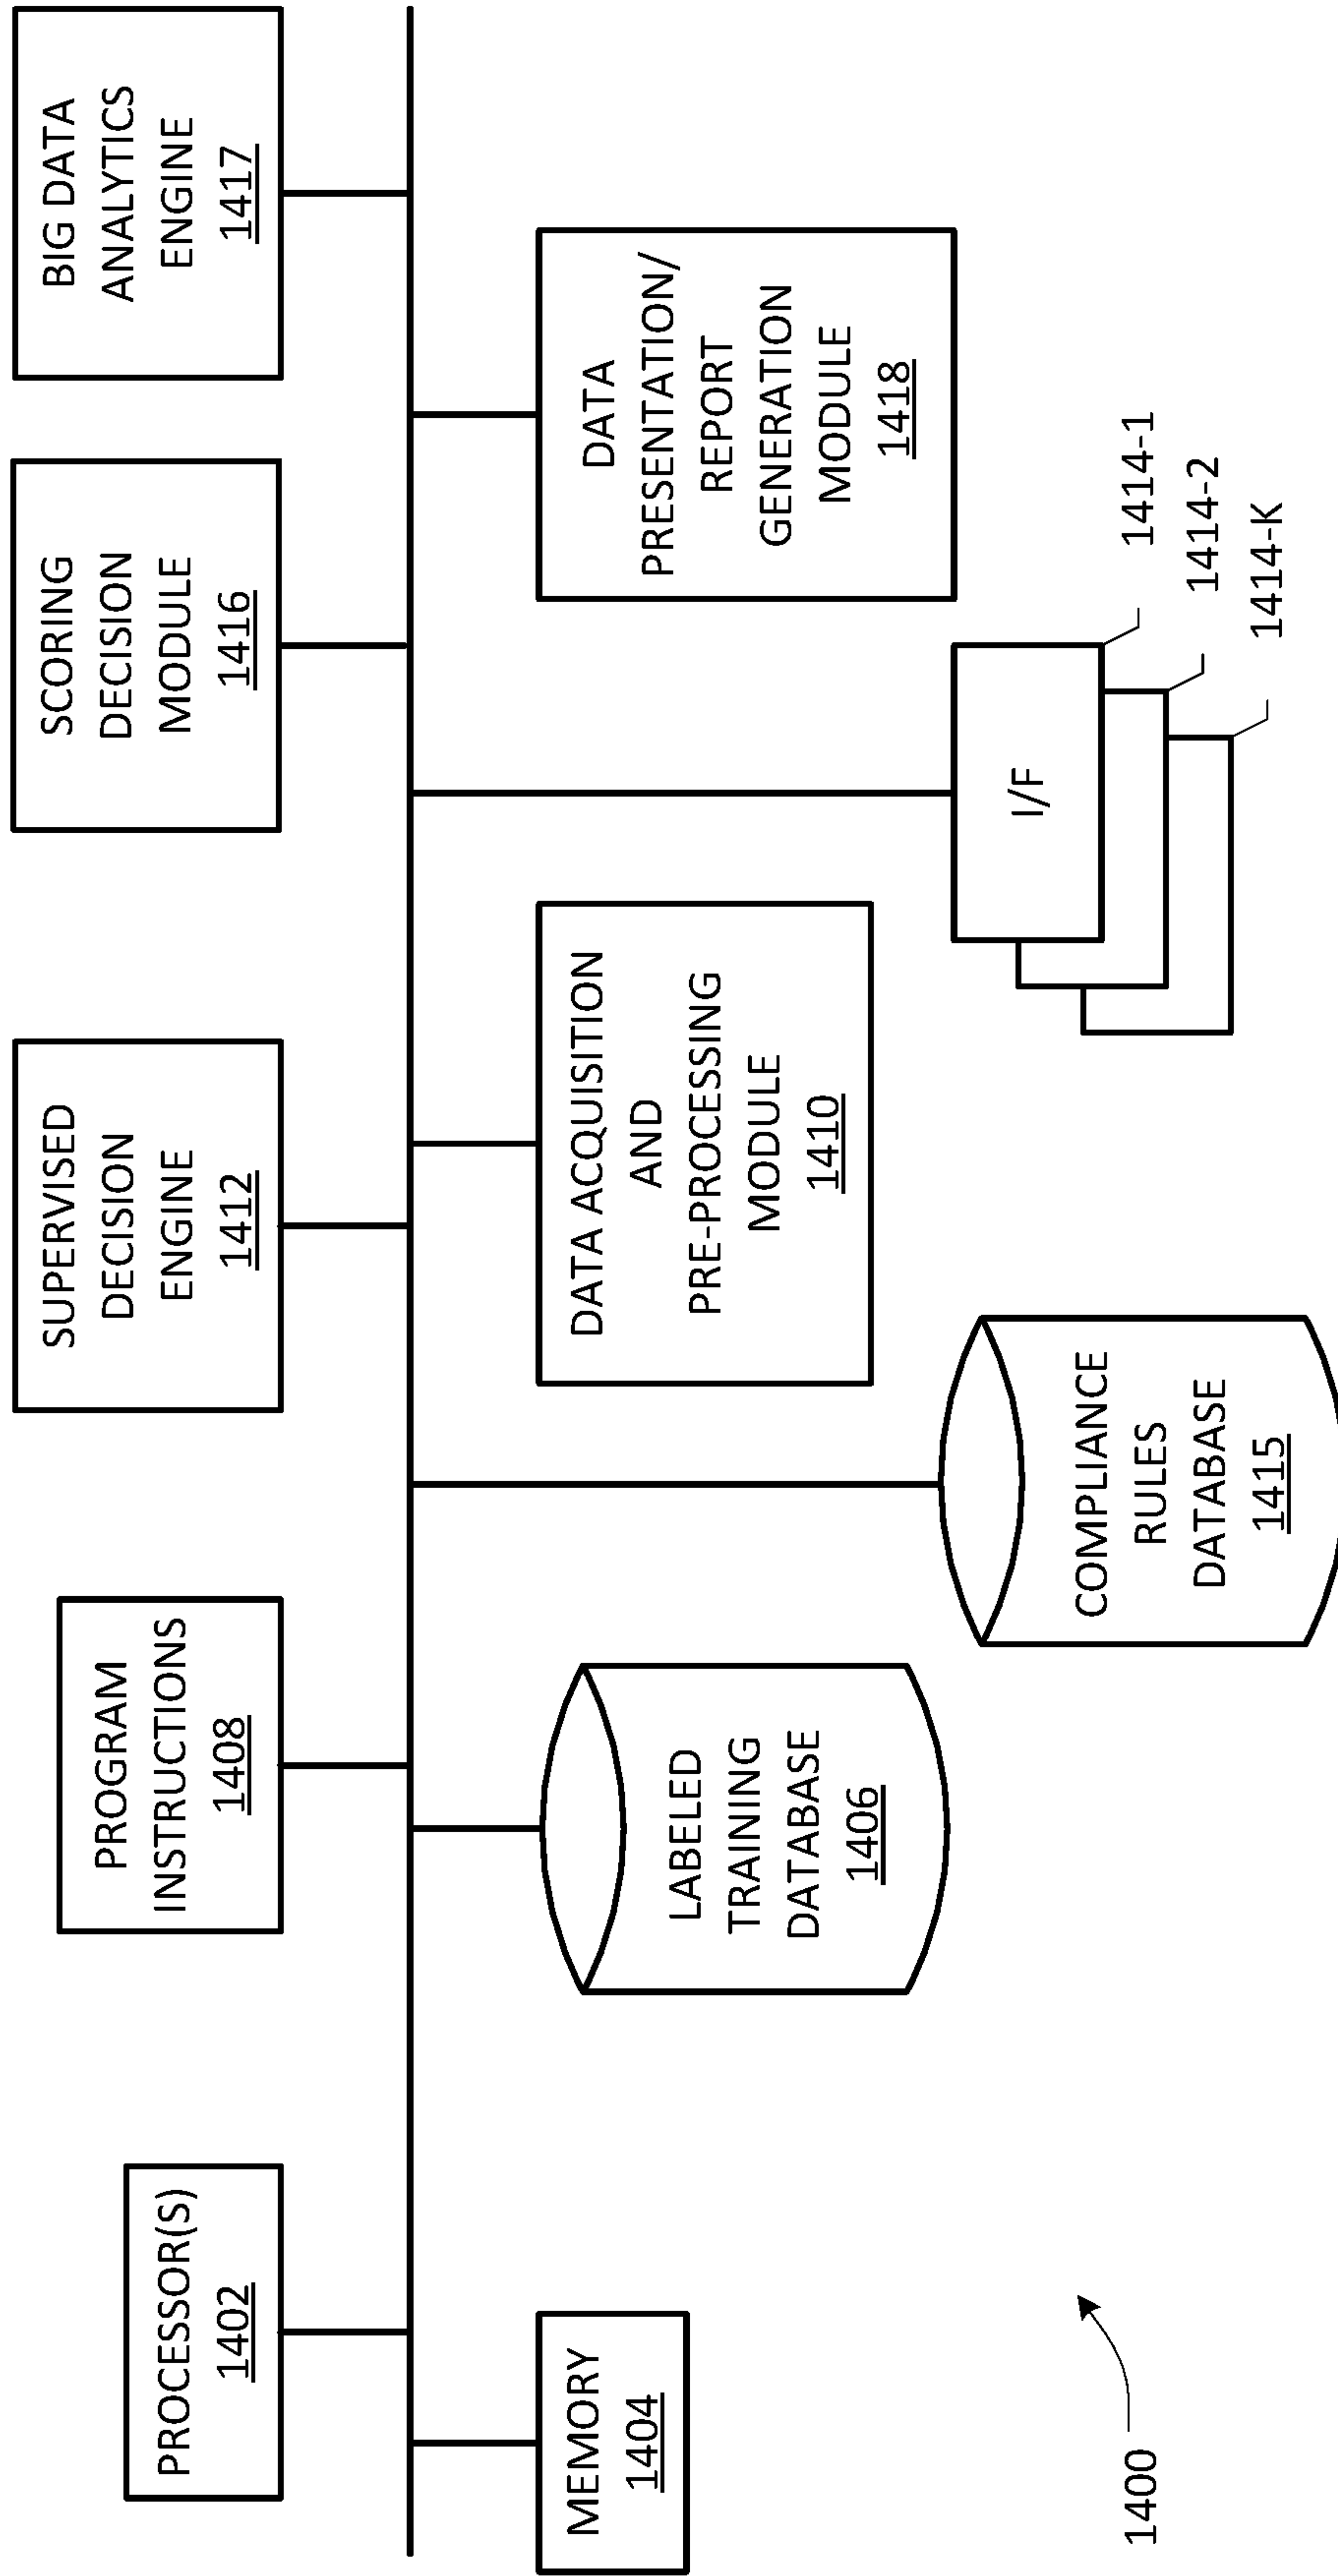 PROCESSOR(S)
1402
PROGRAM
INSTRUCTIONS
1408
SUPERVISED
DECISION
ENGINE
1412
SCORING
DECISION
MODULE
1416
BIG DATA
ANALYTICS
ENGINE
1417
MEMORY
1404
LABELED
TRAINING
DATABASE
1406
COMPLIANCE
RULES
DATABASE
1415
DATA ACQUISITION
AND
PRE-PROCESSING
MODULE
1410
I/F
1414-1
1414-2
1414-K
DATA
PRESENTATION/
REPORT
GENERATION
MODULE
1418
1400